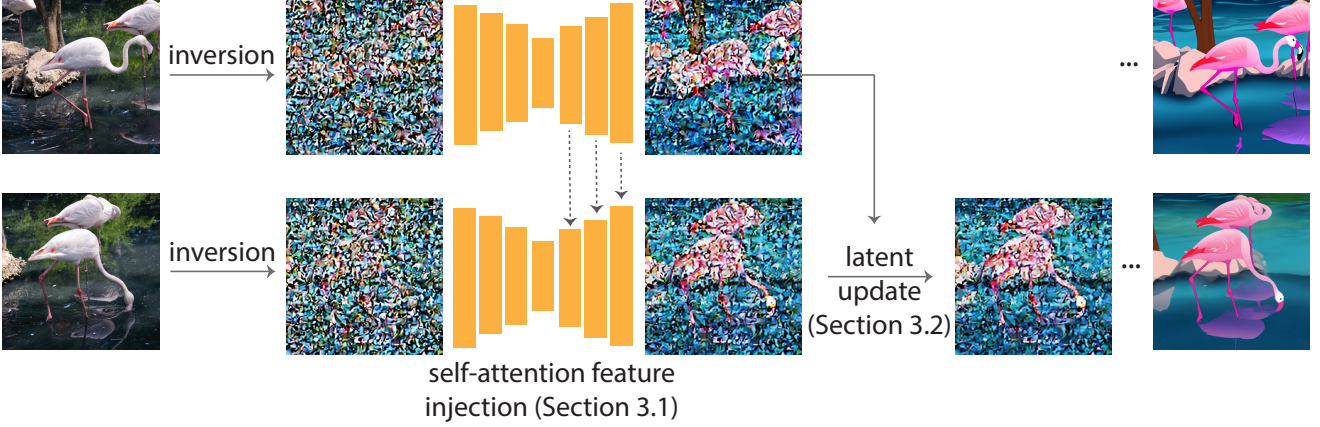 inversion
...
inversion
latent
update
(Section 3.2)
...
self-attention feature
injection (Section 3.1)